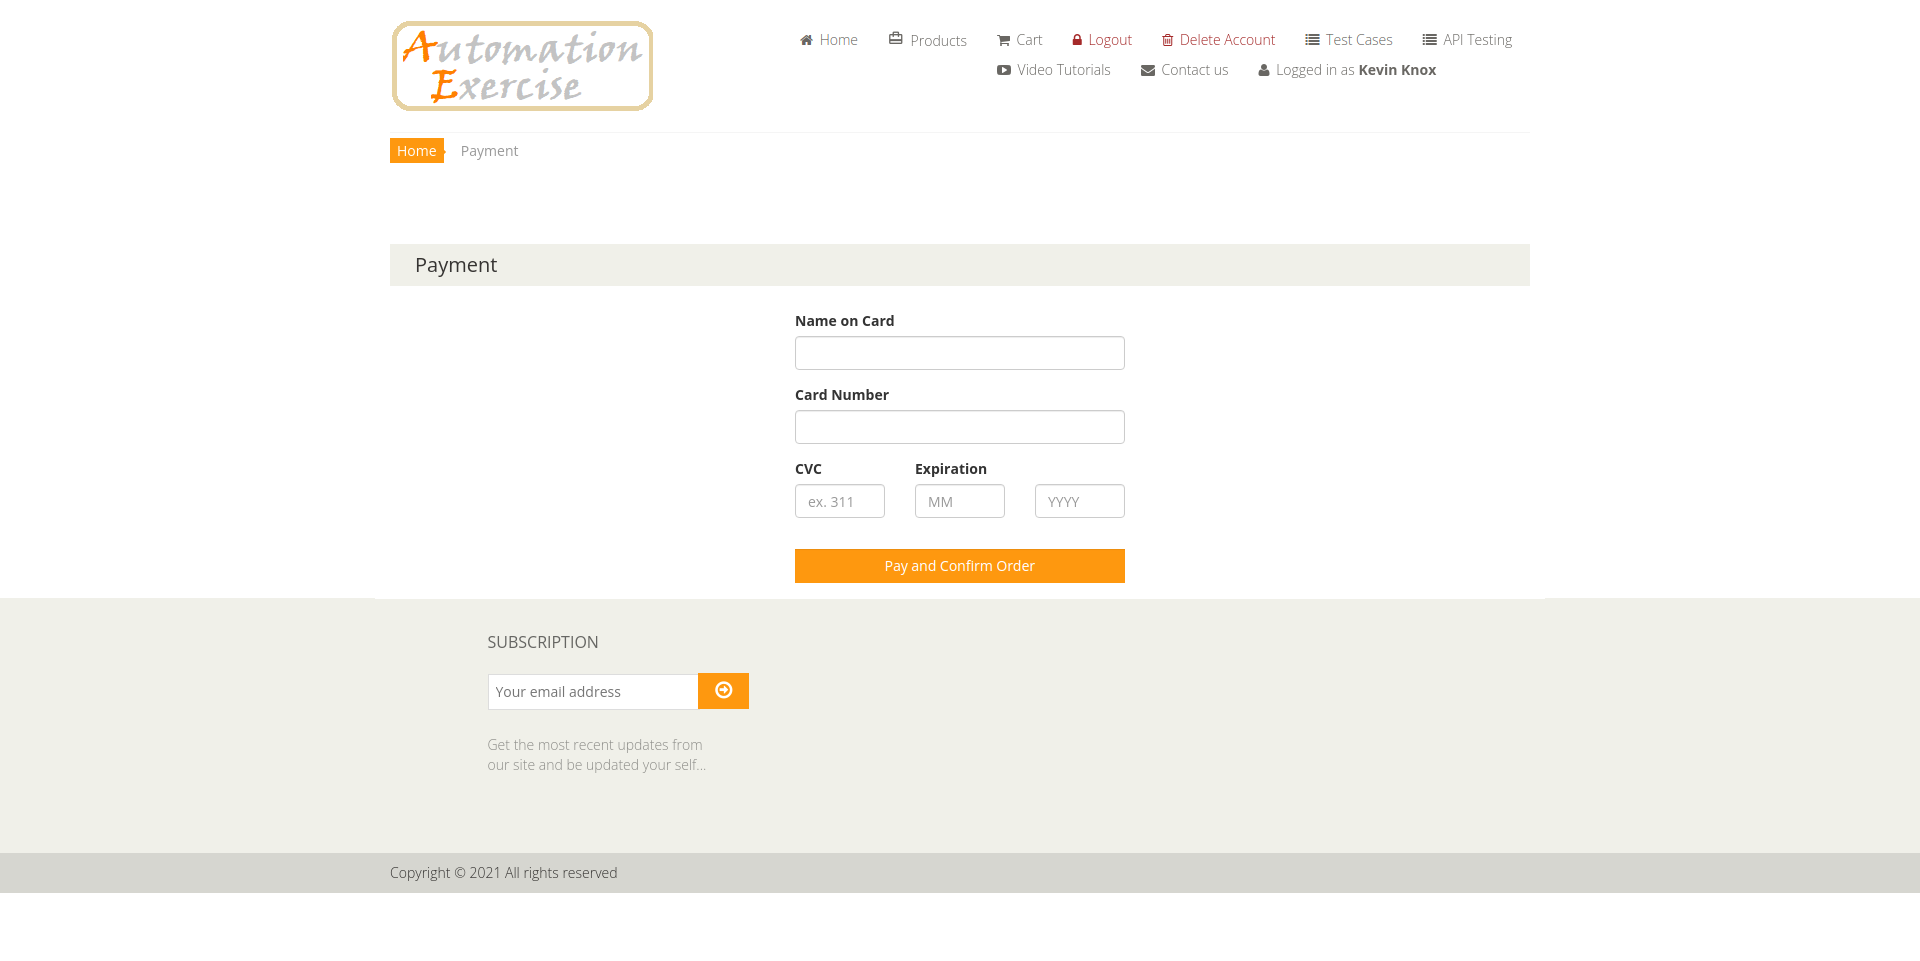 Automation
Exercise
Home
Products
Cart
Logout
Delete Account
Test Cases
API Testing
Video Tutorials
Contact us
Logged in as Kevin Knox
Home
Payment
Payment
Name on Card
Card Number
CVC
Expiration
ex. 311
MM
YYYY
Pay and Confirm Order
SUBSCRIPTION
Your email address
Get the most recent updates from
our site and be updated your self...
Copyright © 2021 All rights reserved